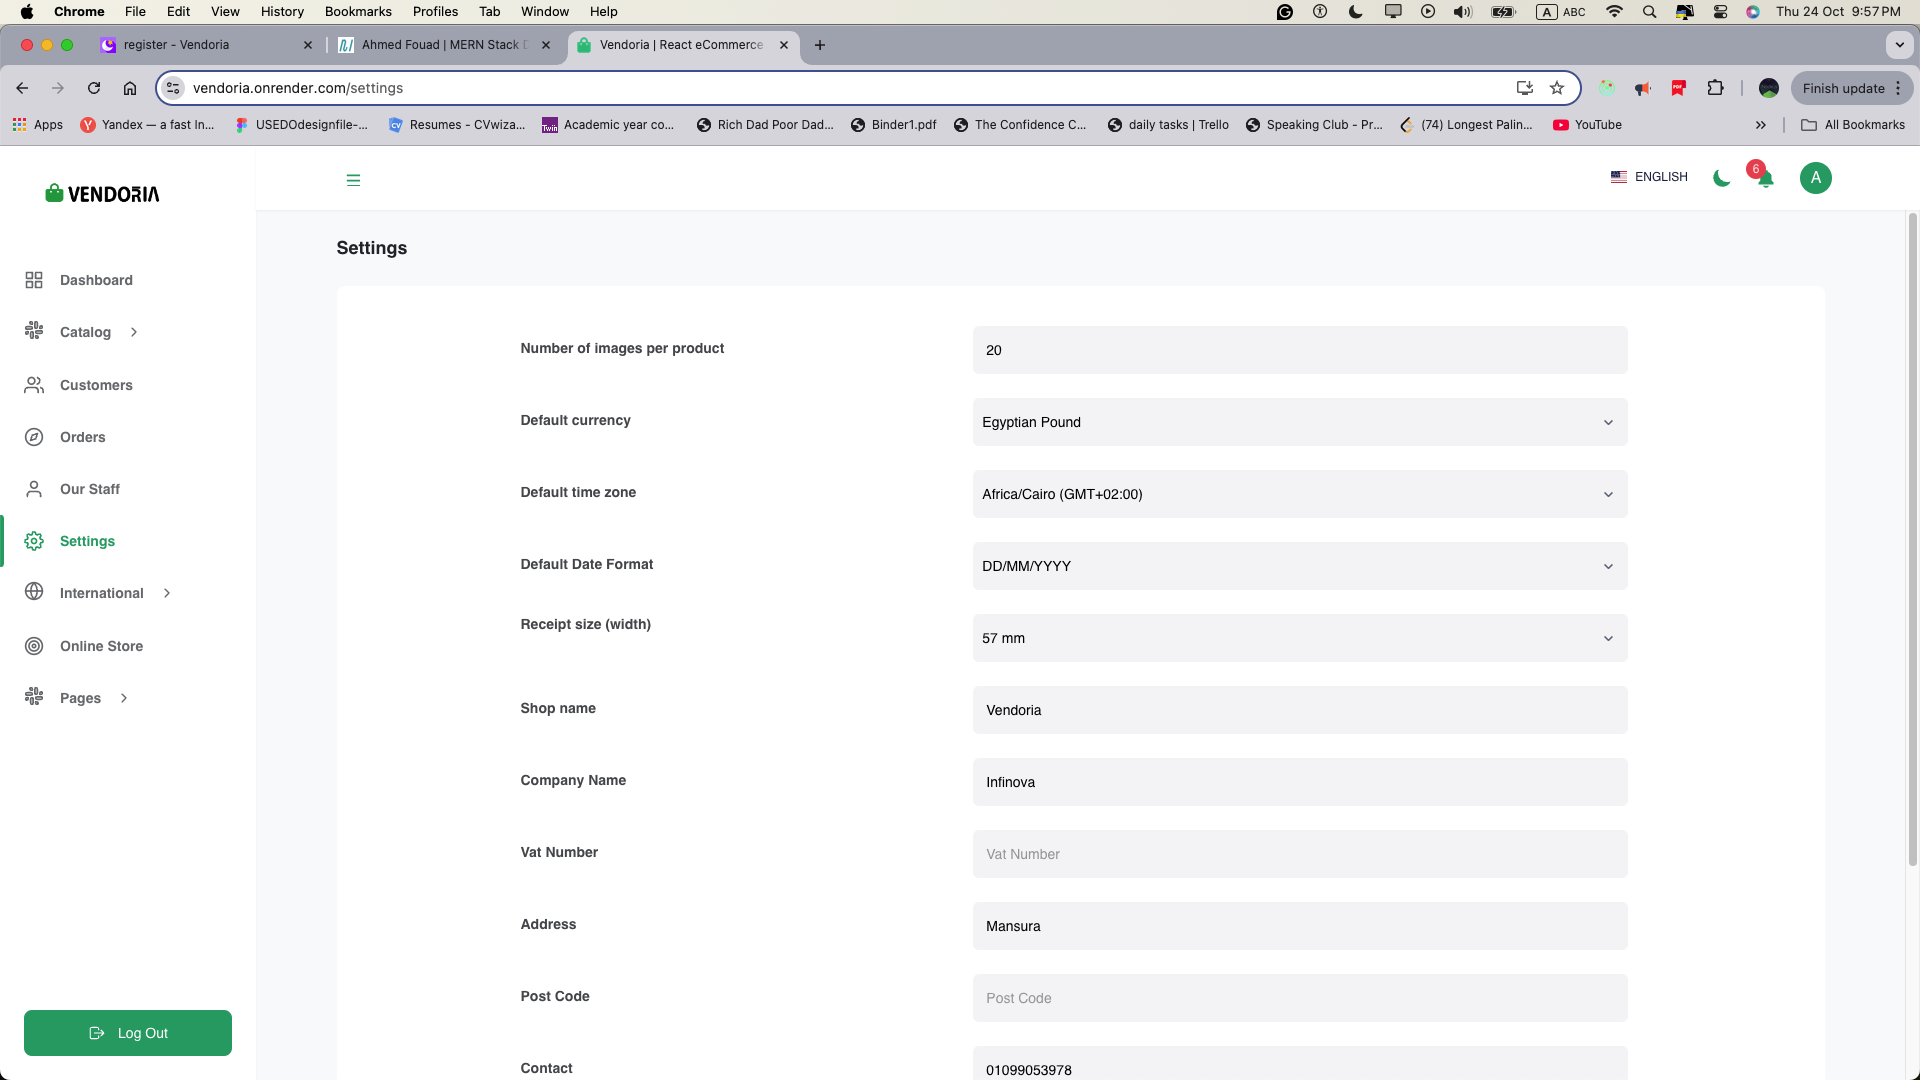 Chrome File Edit View History Bookmarks Profiles Tab Window Help A ABC Thu 24 Oct 9:57 PM
register - Vendoria
Ahmed Fouad | MERN Stack D
Vendoria | React eCommerce
vendoria.onrender.com/settings
Finish update
Apps
Yandex — a fast In...
USEDOdesignfile-...
Resumes - CVwiza...
Academic year co...
Rich Dad Poor Dad...
Binder1.pdf
The Confidence C...
daily tasks | Trello
Speaking Club - Pr...
(74) Longest Palin...
YouTube
All Bookmarks
VENDORIA
ENGLISH
6
A
Dashboard
Catalog
Customers
Orders
Our Staff
Settings
International
Online Store
Pages
Log Out
Settings
Number of images per product
20
Default currency
Egyptian Pound
Default time zone
Africa/Cairo (GMT+02:00)
Default Date Format
DD/MM/YYYY
Receipt size (width)
57 mm
Shop name
Vendoria
Company Name
Infinova
Vat Number
Vat Number
Address
Mansura
Post Code
Post Code
Contact
01099053978